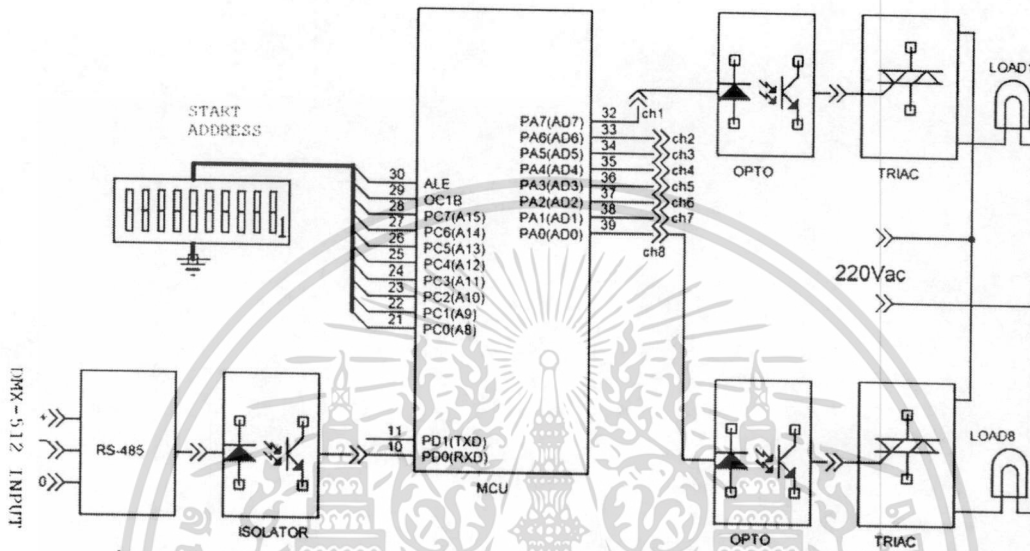 START
ADDRESS
1
30 ALE
29 OC1B
28 PC7(A15)
27 PC6(A14)
26 PC5(A13)
25 PC4(A12)
24 PC3(A11)
23 PC2(A10)
22 PC1(A9)
21 PC0(A8)
11 PD1(TXD)
10 PD0(RXD)
PA7(AD7) 32 ch1
PA6(AD6) 33 ch2
PA5(AD5) 34 ch3
PA4(AD4) 35 ch4
PA3(AD3) 36 ch5
PA2(AD2) 37 ch6
PA1(AD1) 38 ch7
PA0(AD0) 39
ch8
MCU
DMX-512 INPUT
+
0
RS-485
ISOLATOR
OPTO
TRIAC
LOAD1
220Vac
OPTO
TRIAC
LOAD8